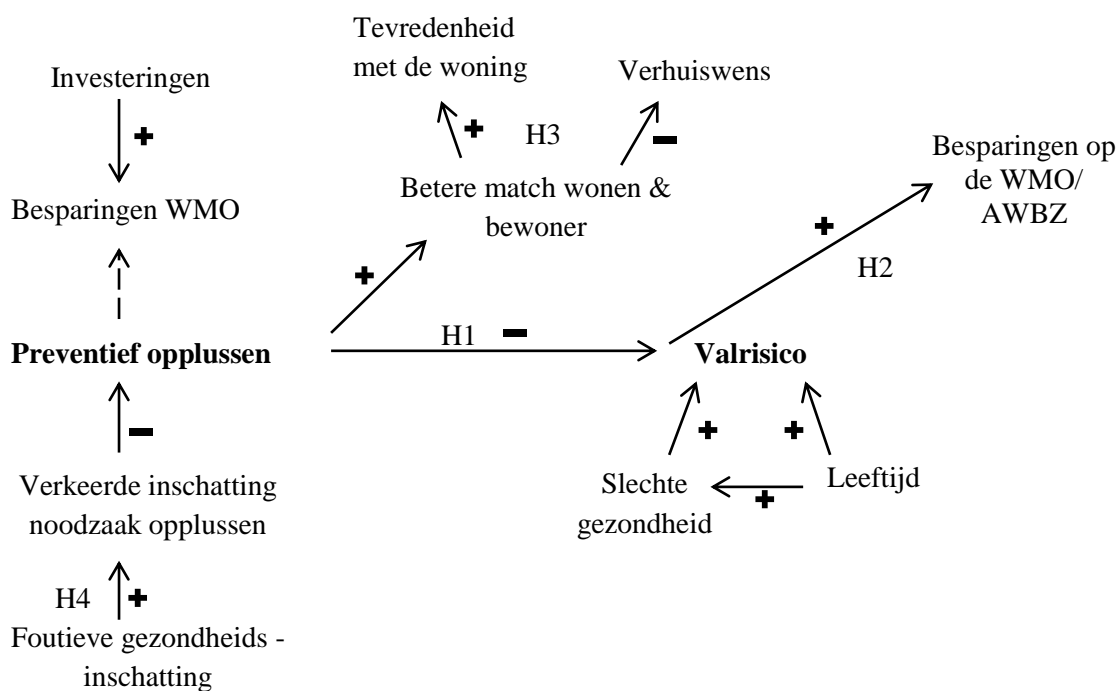 Tevredenheid
met de woning
Verhuiswens
Investeringen
+
+
H3
−
Besparingen op
de WMO/
AWBZ
Betere match wonen &
bewoner
Besparingen WMO
+
+
H2
H1
−
Preventief opplussen
Valrisico
−
+
+
Verkeerde inschatting
noodzaak opplussen
Slechte
gezondheid
+
Leeftijd
H4
+
Foutieve gezondheids -
inschatting